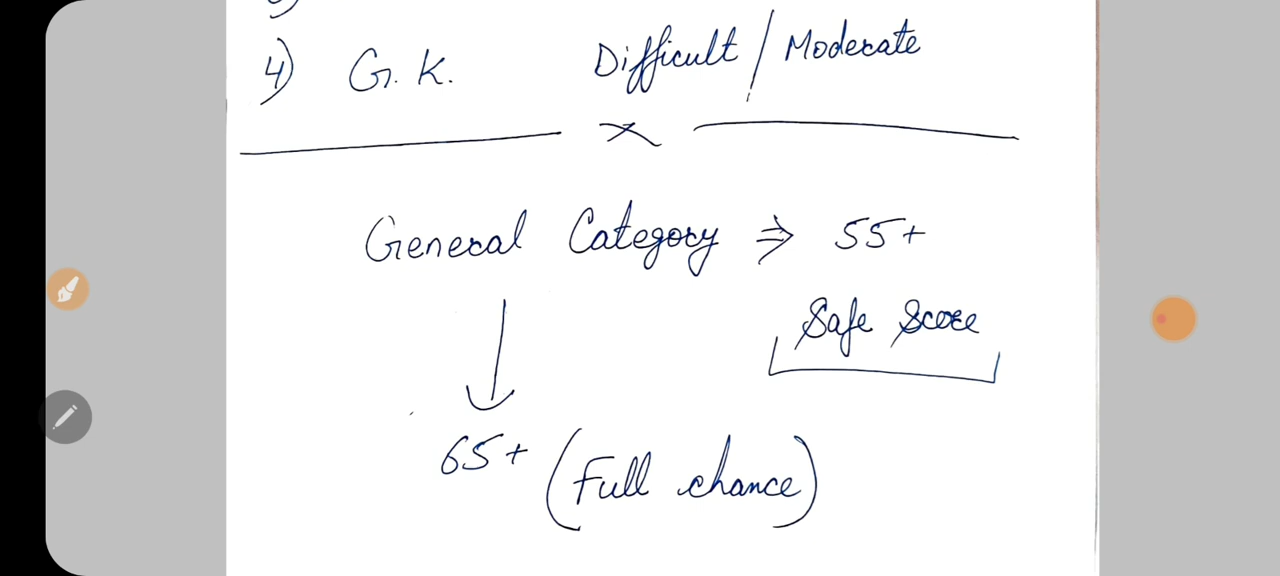 4) G.K. Difficult / Moderate
General Category ⇒ 55+
Safe Score
65+ (Full chance)